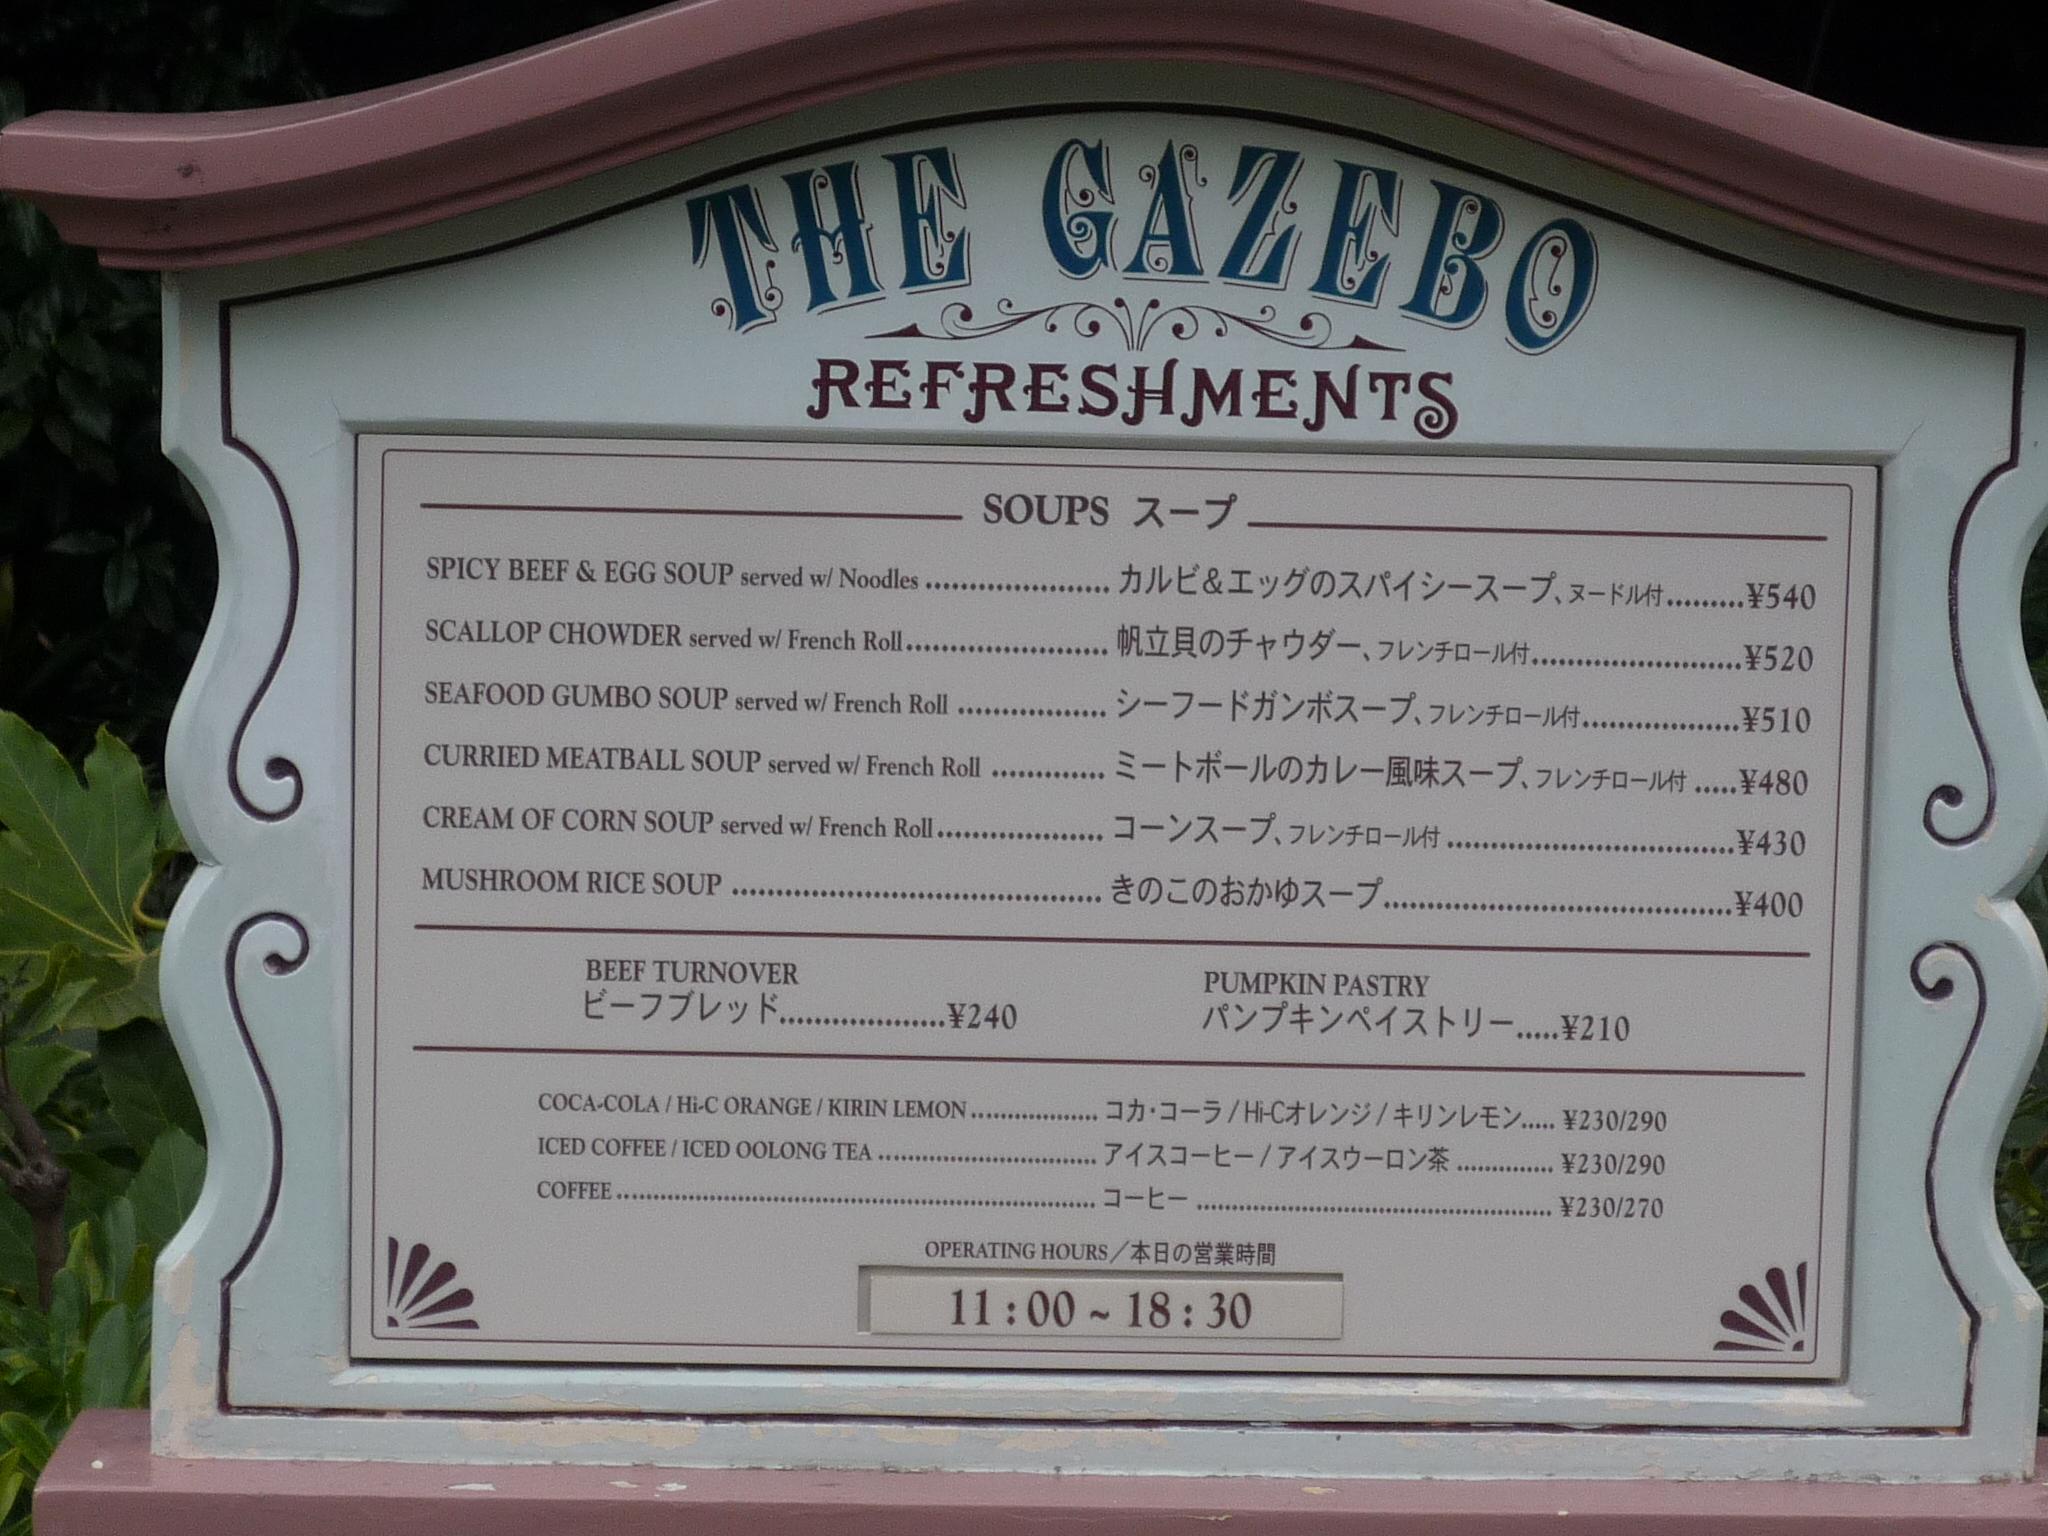 THE GAZEBO
REFRESHMENTS
SOUPS スープ
SPICY BEEF & EGG SOUP served w/ Noodles ...................... カルビ&エッグのスパイシースープ、ヌードル付.........¥540
SCALLOP CHOWDER served w/ French Roll........................ 帆立貝のチャウダー、フレンチロール付.........................¥520
SEAFOOD GUMBO SOUP served w/ French Roll .................. シーフードガンボスープ、フレンチロール付...................¥510
CURRIED MEATBALL SOUP served w/ French Roll ............. ミートボールのカレー風味スープ、フレンチロール付 .....¥480
CREAM OF CORN SOUP served w/ French Roll.................... コーンスープ、フレンチロール付 ..................................¥430
MUSHROOM RICE SOUP ............................................. きのこのおかゆスープ..........................................¥400
BEEF TURNOVER
ビーフブレッド....................¥240
PUMPKIN PASTRY
パンプキンペイストリー.....¥210
COCA-COLA / Hi-C ORANGE / KIRIN LEMON.................. コカ・コーラ / Hi-Cオレンジ / キリンレモン..... ¥230/290
ICED COFFEE / ICED OOLONG TEA ................................ アイスコーヒー / アイスウーロン茶 .............. ¥230/290
COFFEE ...................................................................... コーヒー .................................................... ¥230/270
OPERATING HOURS／本日の営業時間
11 : 00 ~ 18 : 30